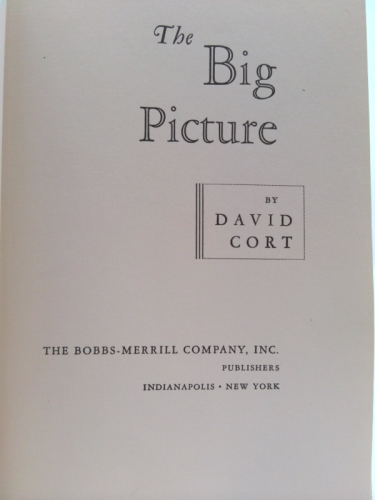 The
Big
Picture
BY
DAVID
CORT
THE BOBBS-MERRILL COMPANY, INC.
PUBLISHERS
INDIANAPOLIS • NEW YORK